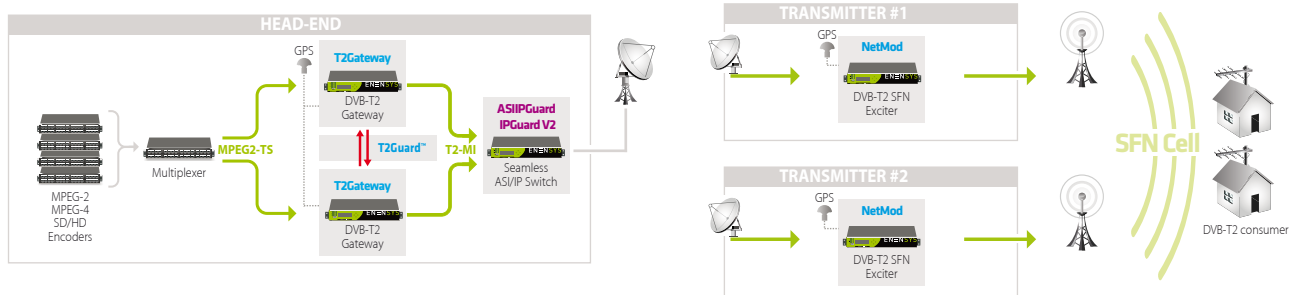 HEAD-END
MPEG-2
MPEG-4
SD/HD
Encoders
Multiplexer
MPEG2-TS
GPS
T2Gateway
ENENSYS
DVB-T2
Gateway
T2Guard™
T2Gateway
ENENSYS
DVB-T2
Gateway
T2-MI
ASIIPGuard
IPGuard V2
ENENSYS
Seamless
ASI/IP Switch
TRANSMITTER #1
GPS
NetMod
ENENSYS
DVB-T2 SFN
Exciter
TRANSMITTER #2
GPS
NetMod
ENENSYS
DVB-T2 SFN
Exciter
SFN Cell
DVB-T2 consumer